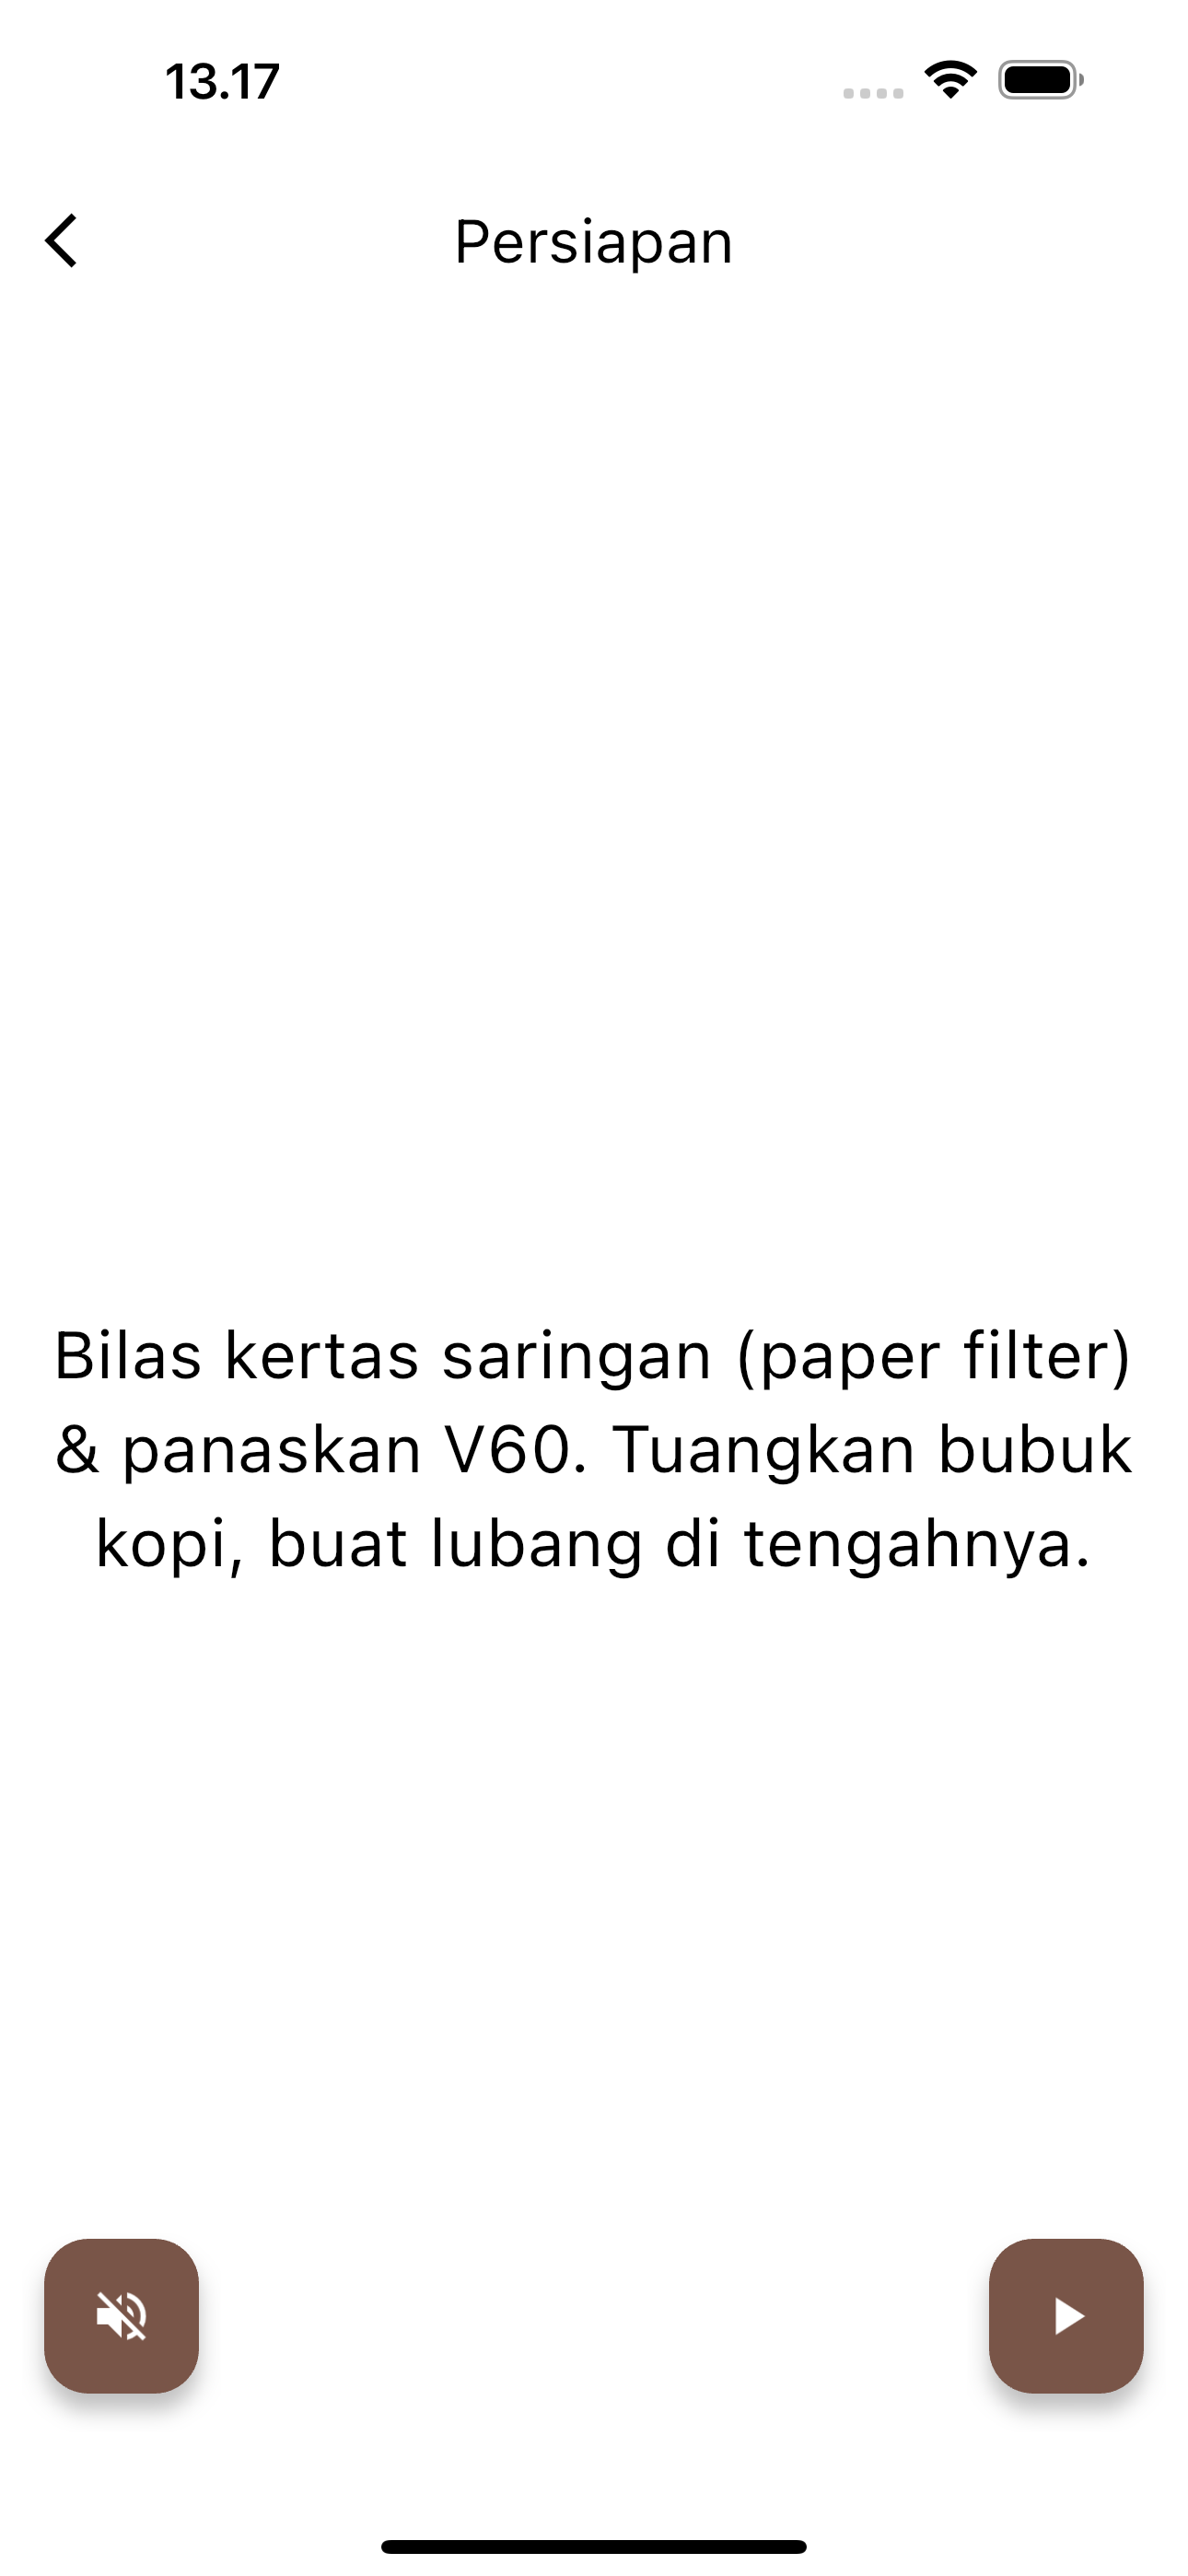 13.17
Persiapan
Bilas kertas saringan (paper filter)
& panaskan V60. Tuangkan bubuk
kopi, buat lubang di tengahnya.